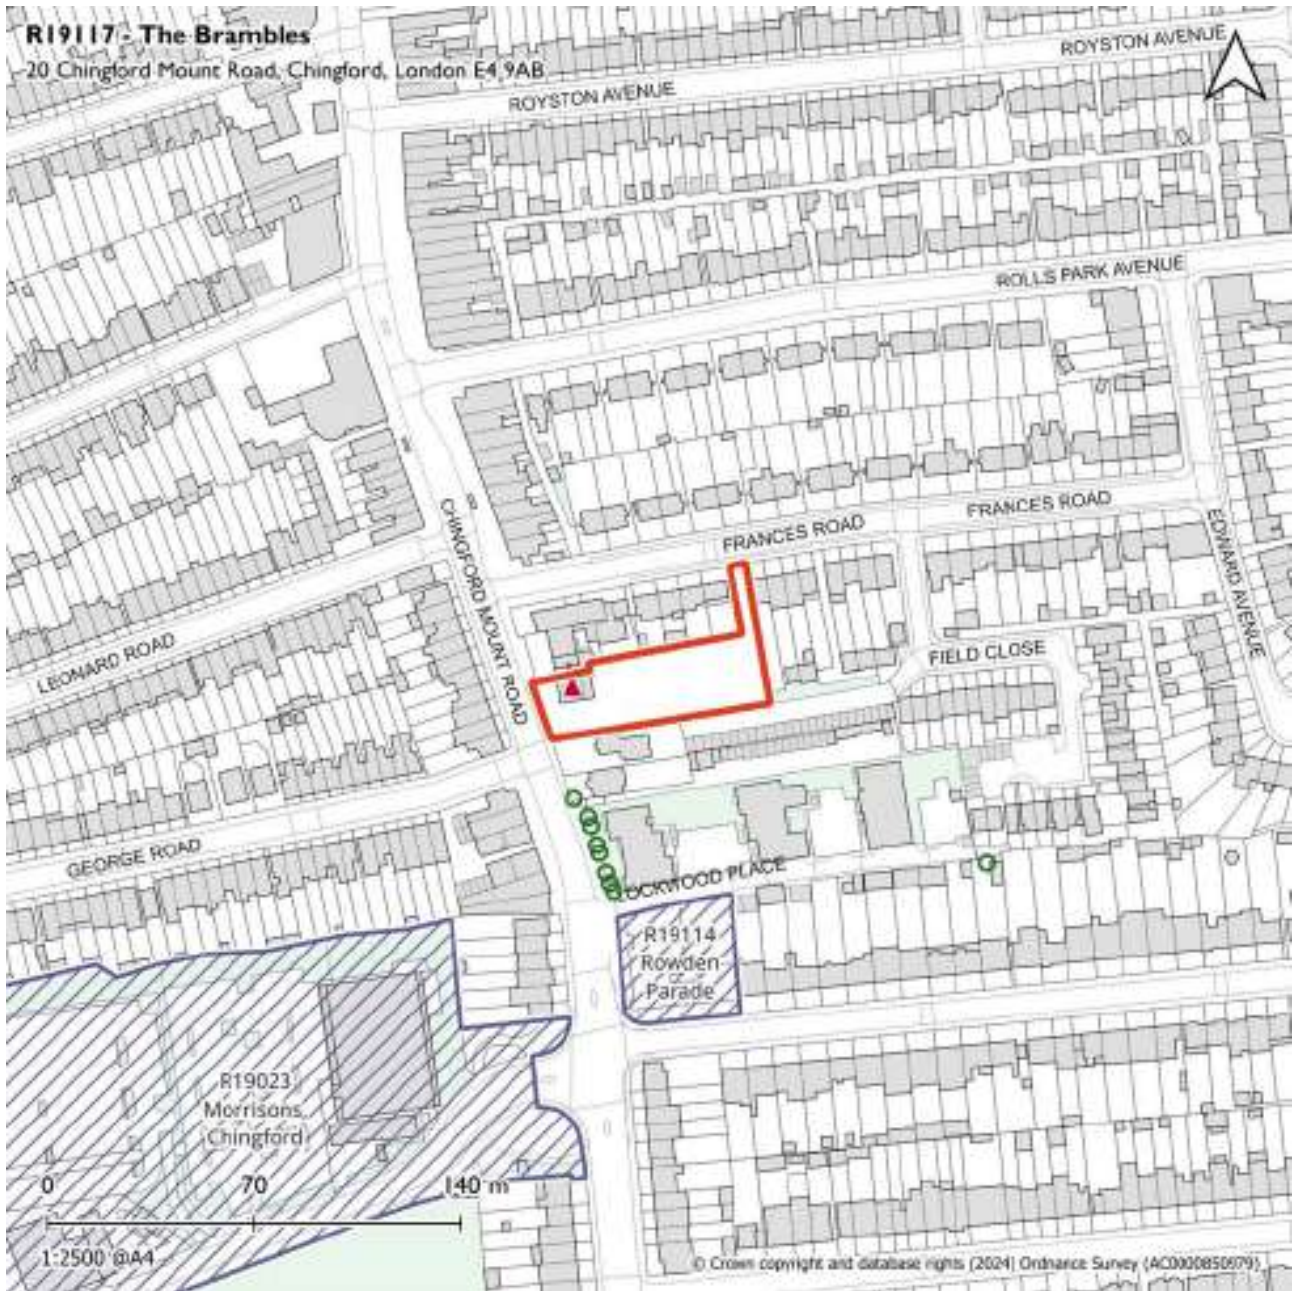 R19117 - The Brambles
20 Chingford Mount Road, Chingford, London E4 9AB
ROYSTON AVENUE
ROYSTON AVENUE
ROLLS PARK AVENUE
CHINGFORD MOUNT ROAD
FRANCES ROAD
FRANCES ROAD
EDWARD AVENUE
LEONARD ROAD
FIELD CLOSE
GEORGE ROAD
OCKWOOD PLACE
R19114
Rowden
Parade
R19023
Morrisons,
Chingford
0 70 140 m
1:2500 @A4
© Crown copyright and database rights (2024) Ordnance Survey (AC0000850979)